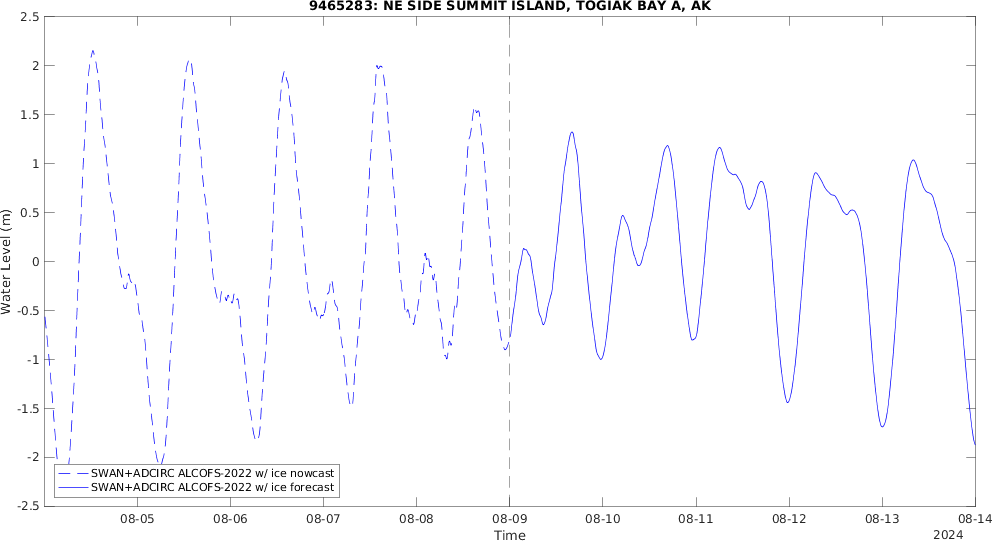 9465283: NE SIDE SUMMIT ISLAND, TOGIAK BAY A, AK
2.5
2
1.5
1
0.5
0
-0.5
-1
-1.5
-2
-2.5
Water Level (m)
SWAN+ADCIRC ALCOFS-2022 w/ ice nowcast
SWAN+ADCIRC ALCOFS-2022 w/ ice forecast
08-05 08-06 08-07 08-08 08-09 08-10 08-11 08-12 08-13 08-14
Time
2024